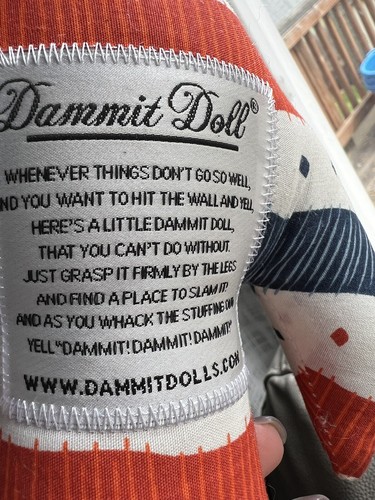 Dammit Doll®
WHENEVER THINGS DON'T GO SO WELL,
ND YOU WANT TO HIT THE WALL AND YELL,
HERE'S A LITTLE DAMMIT DOLL,
THAT YOU CAN'T DO WITHOUT.
JUST GRASP IT FIRMLY BY THE LEGS
AND FIND A PLACE TO SLAM IT.
AND AS YOU WHACK THE STUFFING OUT
YELL "DAMMIT! DAMMIT! DAMMIT!"
WWW.DAMMITDOLLS.COM